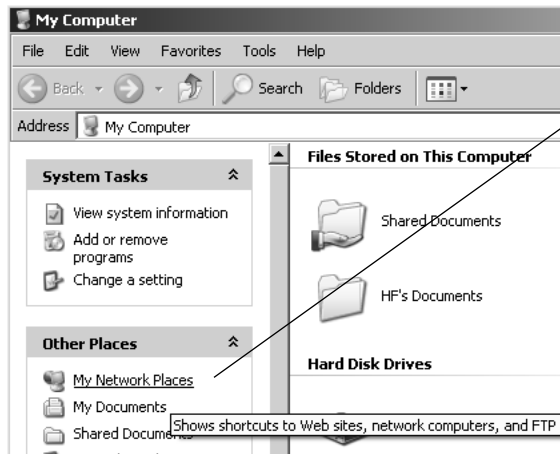 My Computer
File Edit View Favorites Tools Help
Back Search Folders
Address My Computer
System Tasks
View system information
Add or remove
programs
Change a setting
Other Places
My Network Places
My Documents
Shared Docume
Shows shortcuts to Web sites, network computers, and FTP
Files Stored on This Computer
Shared Documents
HF's Documents
Hard Disk Drives